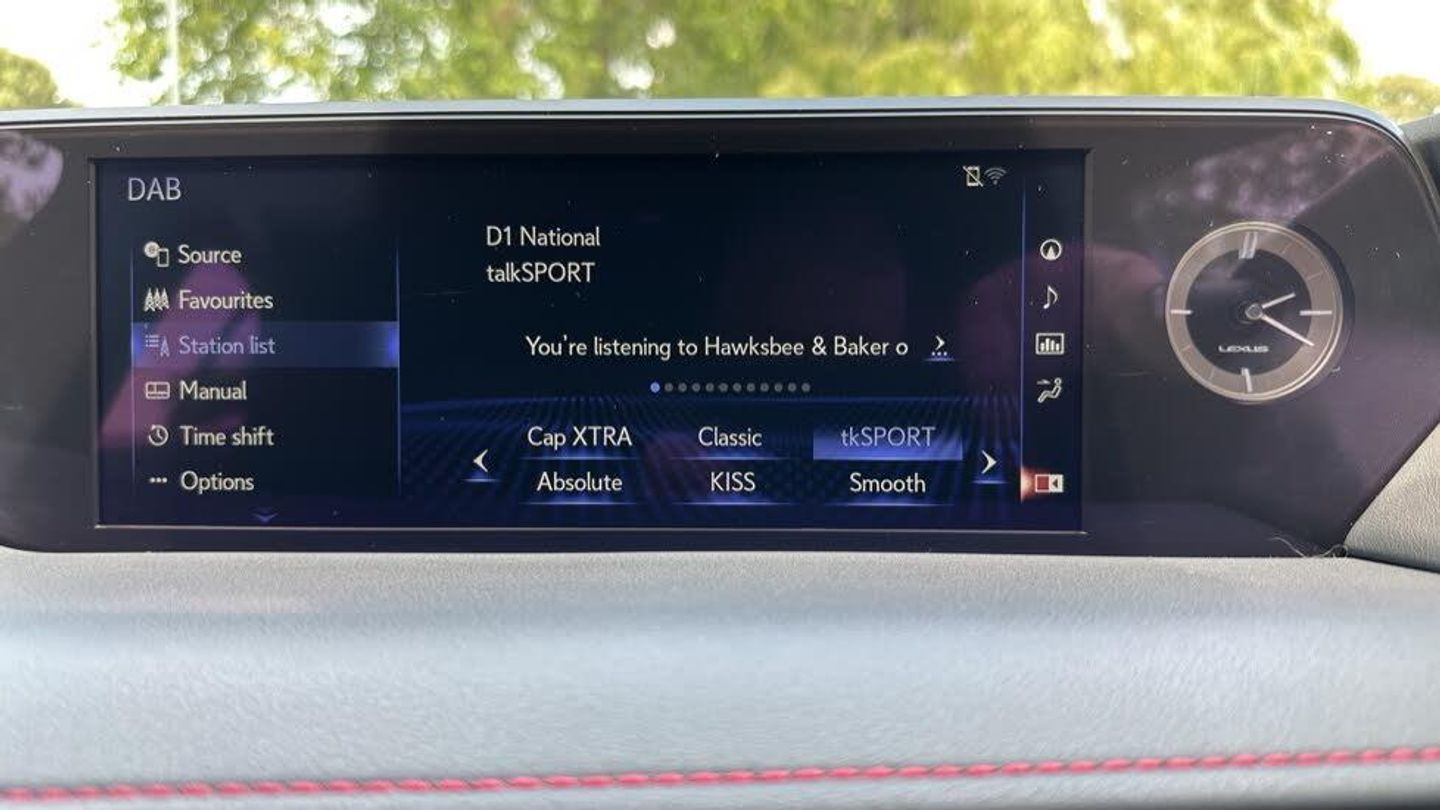 DAB
Source
Favourites
Station list
Manual
Time shift
Options
D1 National
talkSPORT
You're listening to Hawksbee & Baker o
Cap XTRA Classic tkSPORT
Absolute KISS Smooth
LEXUS